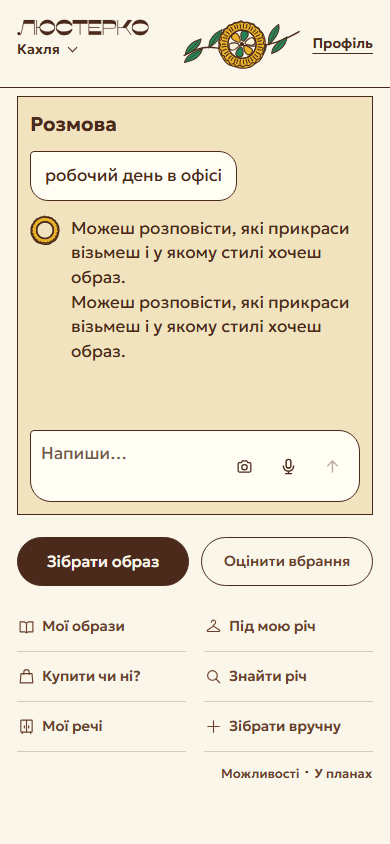 ЛЮСТЕРКО
Кахля
Профіль
Розмова
робочий день в офісі
Можеш розповісти, які прикраси
візьмеш і у якому стилі хочеш
образ.
Можеш розповісти, які прикраси
візьмеш і у якому стилі хочеш
образ.
Напиши...
Зібрати образ
Оцінити вбрання
Мої образи
Під мою річ
Купити чи ні?
Знайти річ
Мої речі
Зібрати вручну
Можливості · У планах